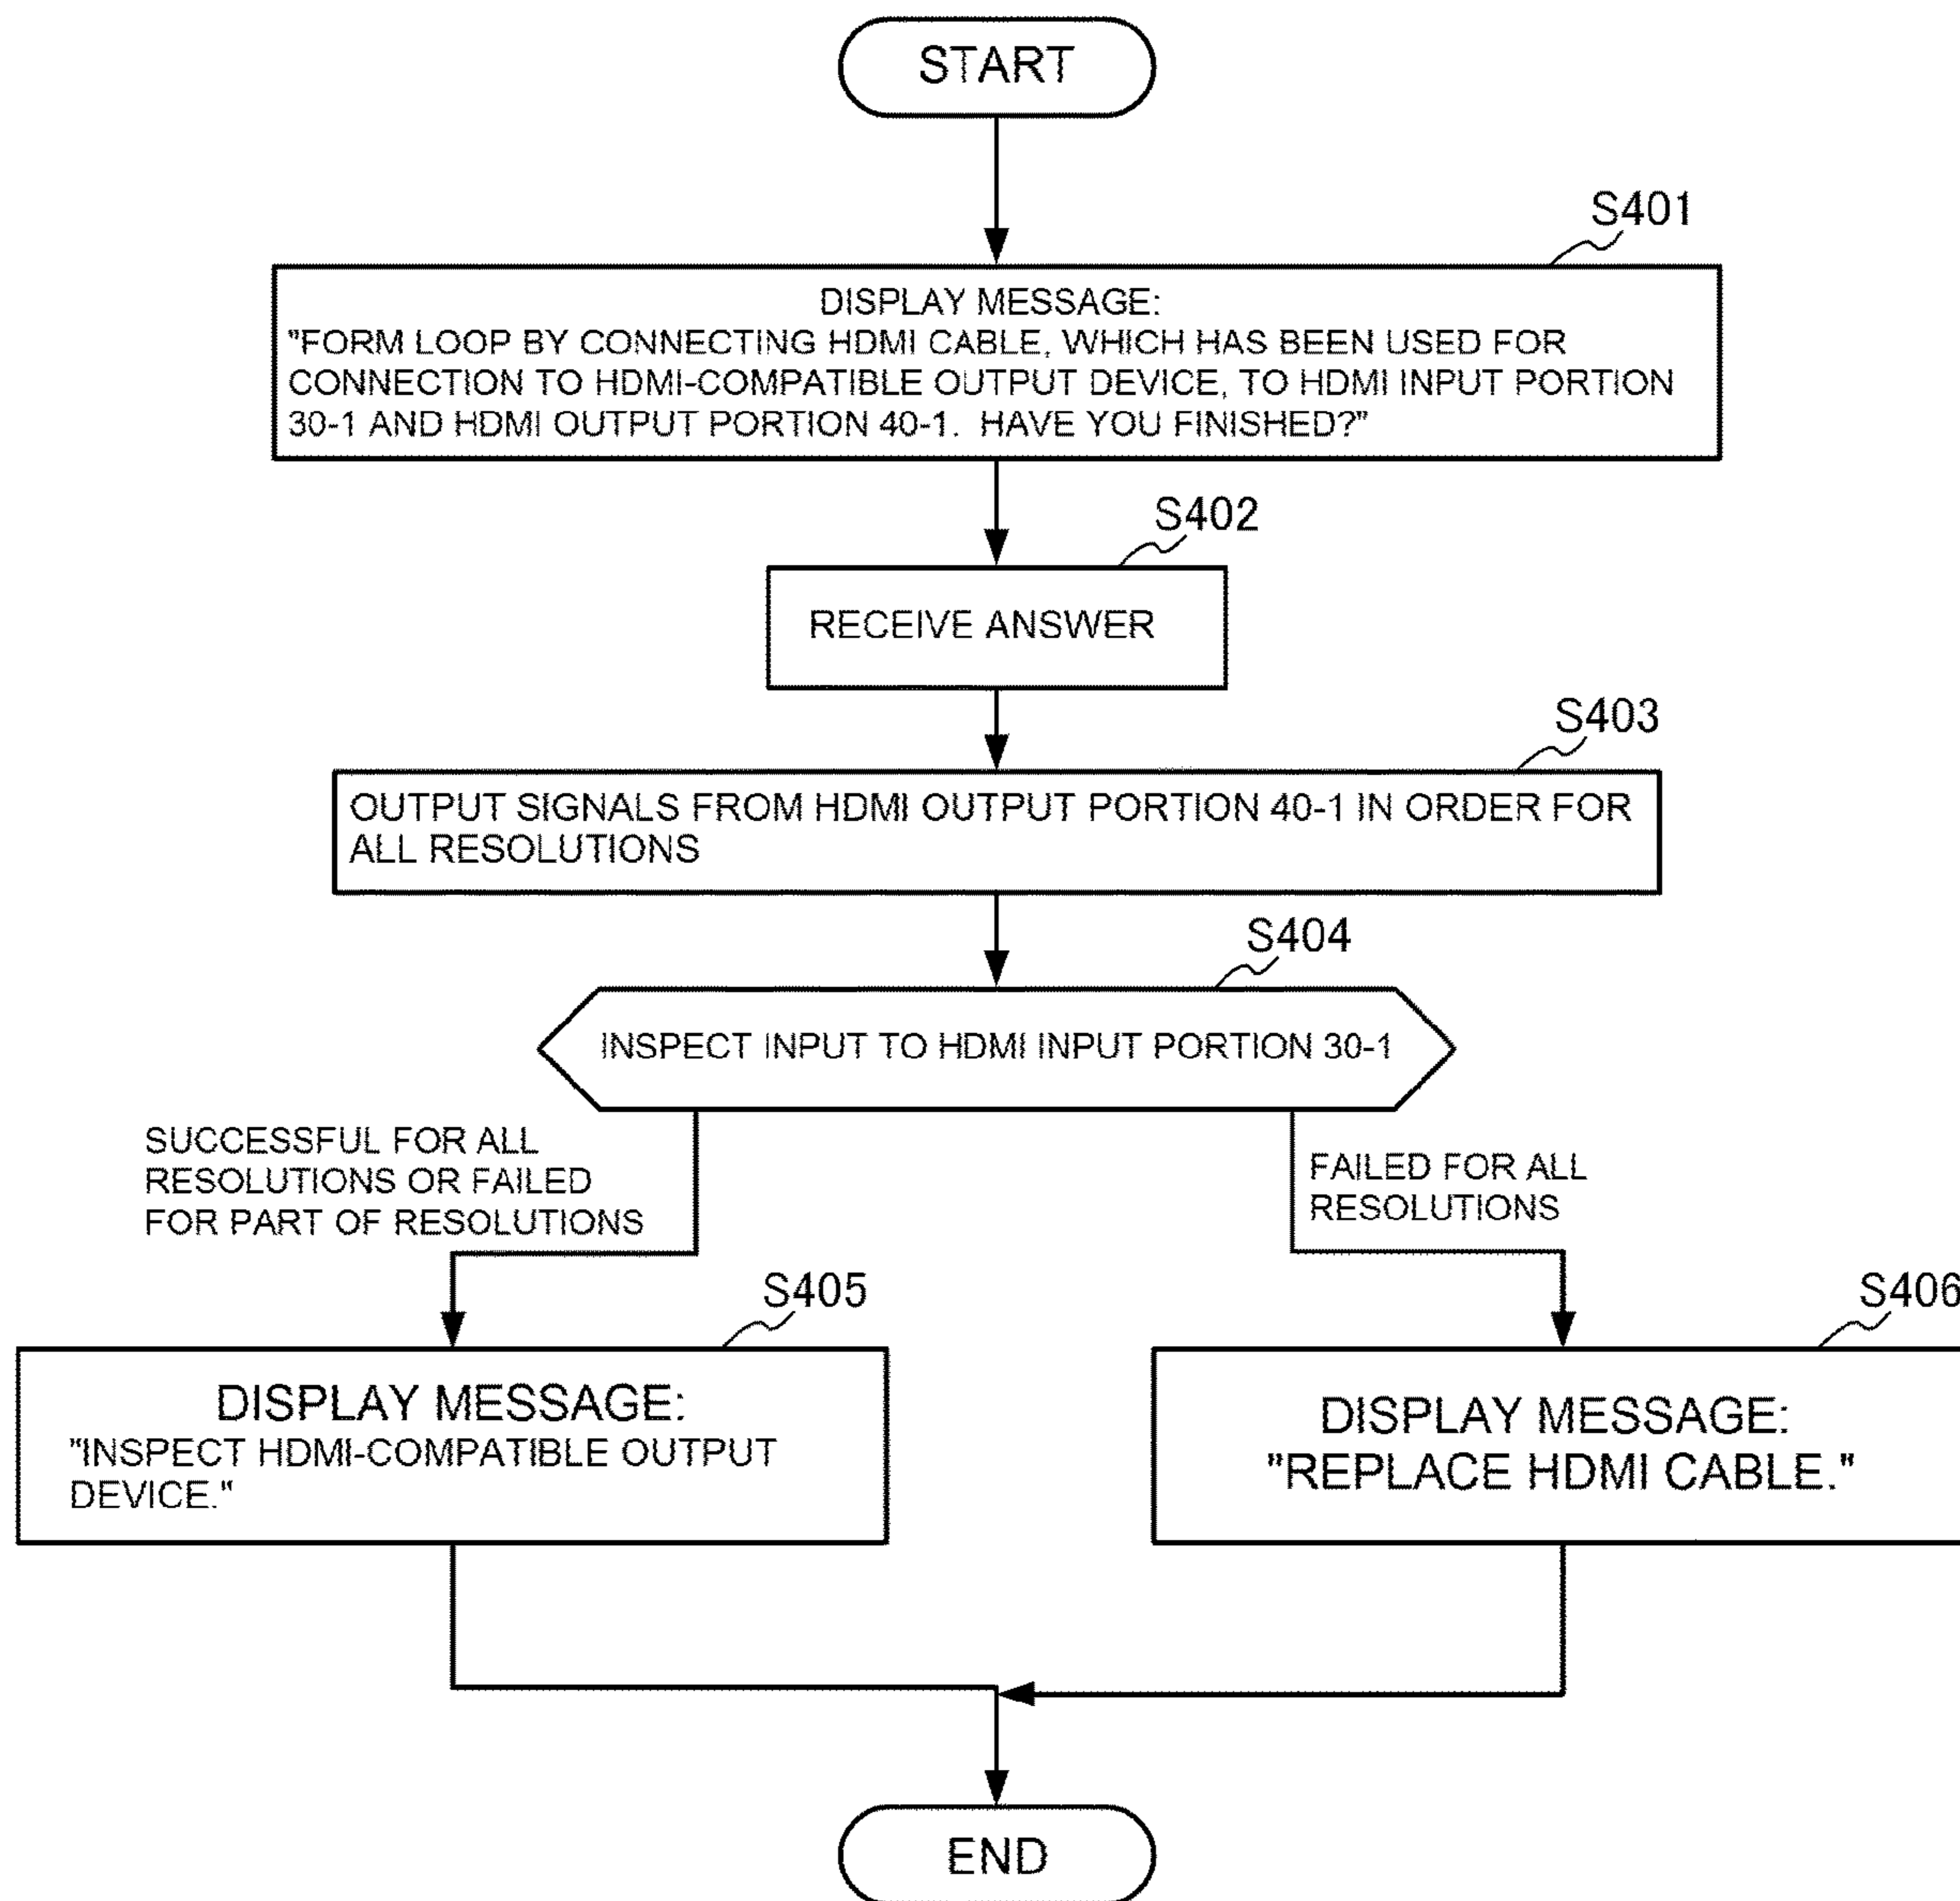 START
S401
DISPLAY MESSAGE:
"FORM LOOP BY CONNECTING HDMI CABLE, WHICH HAS BEEN USED FOR
CONNECTION TO HDMI-COMPATIBLE OUTPUT DEVICE, TO HDMI INPUT PORTION
30-1 AND HDMI OUTPUT PORTION 40-1. HAVE YOU FINISHED?"
S402
RECEIVE ANSWER
S403
OUTPUT SIGNALS FROM HDMI OUTPUT PORTION 40-1 IN ORDER FOR
ALL RESOLUTIONS
S404
INSPECT INPUT TO HDMI INPUT PORTION 30-1
SUCCESSFUL FOR ALL
RESOLUTIONS OR FAILED
FOR PART OF RESOLUTIONS
FAILED FOR ALL
RESOLUTIONS
S405
DISPLAY MESSAGE:
"INSPECT HDMI-COMPATIBLE OUTPUT
DEVICE."
S406
DISPLAY MESSAGE:
"REPLACE HDMI CABLE."
END